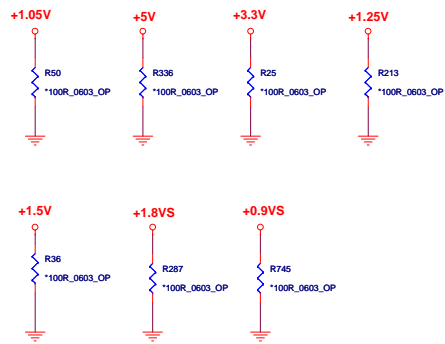 +1.05V
+5V
+3.3V
+1.25V
R50
*100R_0603_OP
R336
*100R_0603_OP
R25
*100R_0603_OP
R213
*100R_0603_OP
+1.5V
+1.8VS
+0.9VS
R36
*100R_0603_OP
R287
*100R_0603_OP
R745
*100R_0603_OP